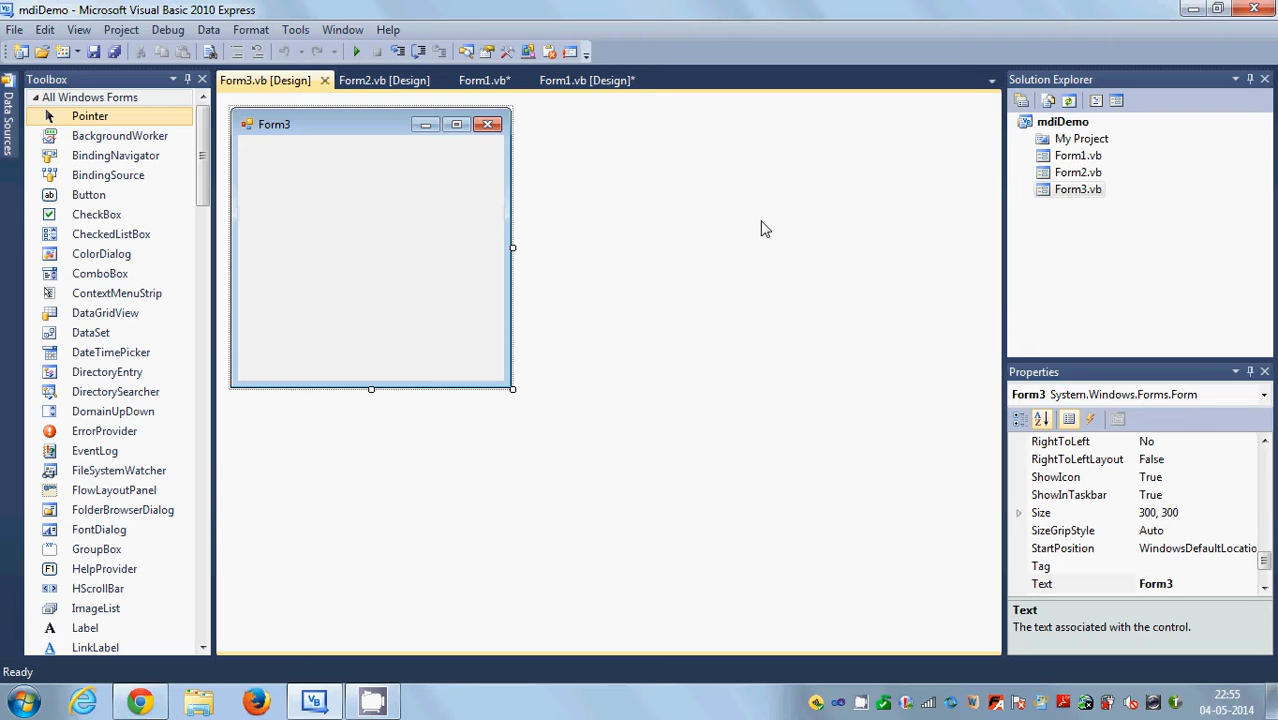 mdiDemo - Microsoft Visual Basic 2010 Express
File Edit View Project Debug Data Format Tools Window Help
Toolbox
Form3.vb [Design] Form2.vb [Design] Form1.vb* Form1.vb [Design]*
Solution Explorer
Data Sources
All Windows Forms
Pointer
BackgroundWorker
BindingNavigator
BindingSource
Button
CheckBox
CheckedListBox
ColorDialog
ComboBox
ContextMenuStrip
DataGridView
DataSet
DateTimePicker
DirectoryEntry
DirectorySearcher
DomainUpDown
ErrorProvider
EventLog
FileSystemWatcher
FlowLayoutPanel
FolderBrowserDialog
FontDialog
GroupBox
HelpProvider
HScrollBar
ImageList
Label
LinkLabel
Form3
mdiDemo
My Project
Form1.vb
Form2.vb
Form3.vb
Properties
Form3 System.Windows.Forms.Form
RightToLeft No
RightToLeftLayout False
ShowIcon True
ShowInTaskbar True
Size 300, 300
SizeGripStyle Auto
StartPosition WindowsDefaultLocatio
Tag
Text Form3
Text
The text associated with the control.
Ready
22:55
04-05-2014